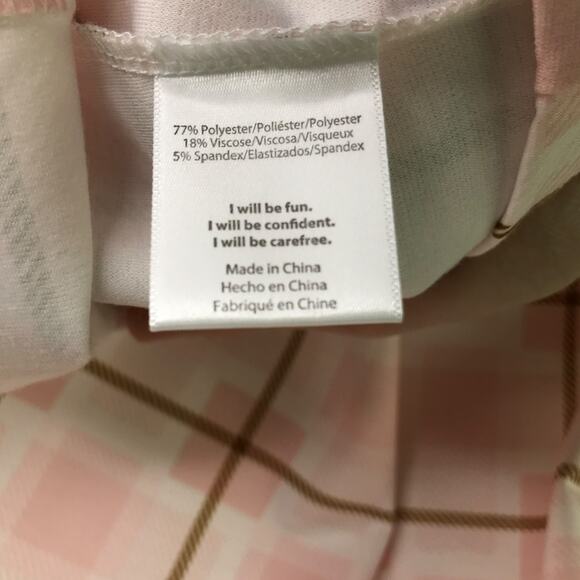 77% Polyester/Poliéster/Polyester
18% Viscose/Viscosa/Visqueux
5% Spandex/Elastizados/Spandex
I will be fun.
I will be confident.
I will be carefree.
Made in China
Hecho en China
Fabriqué en Chine